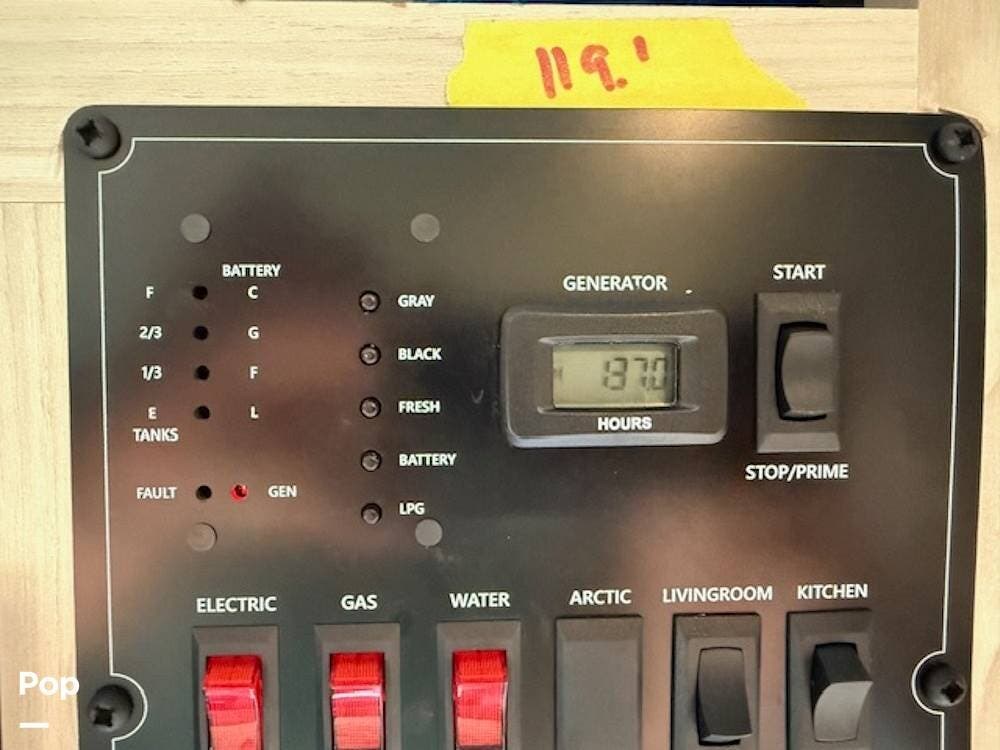 119.'
BATTERY
F C
2/3 G
1/3 F
E L
TANKS
FAULT GEN
GRAY
BLACK
FRESH
BATTERY
LPG
GENERATOR
187.0
HOURS
START
STOP/PRIME
ELECTRIC GAS WATER ARCTIC LIVINGROOM KITCHEN
Pop